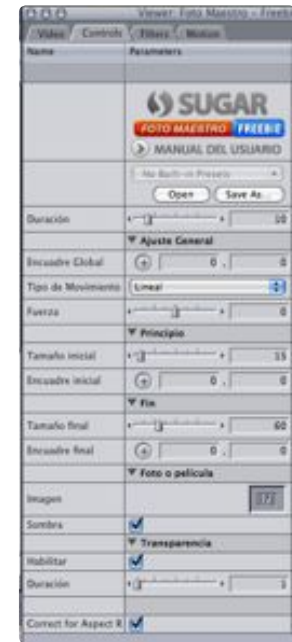 Viewer: Foto Maestro - Freebie
Video Controls Filters Motion
Name Parameters
SUGAR
FOTO MAESTRO FREEBIE
MANUAL DEL USUARIO
No Built-in Presets
Open Save As...
Duración 10
Ajuste General
Encuadre Global 0 , 0
Tipo de Movimiento Lineal
Fuerza 0
Principio
Tamaño inicial 15
Encuadre inicial 0 , 0
Fin
Tamaño final 60
Encuadre final 0 , 0
Foto o película
Imagen
Sombra
Transparencia
Habilitar
Duración 1
Correct for Aspect R